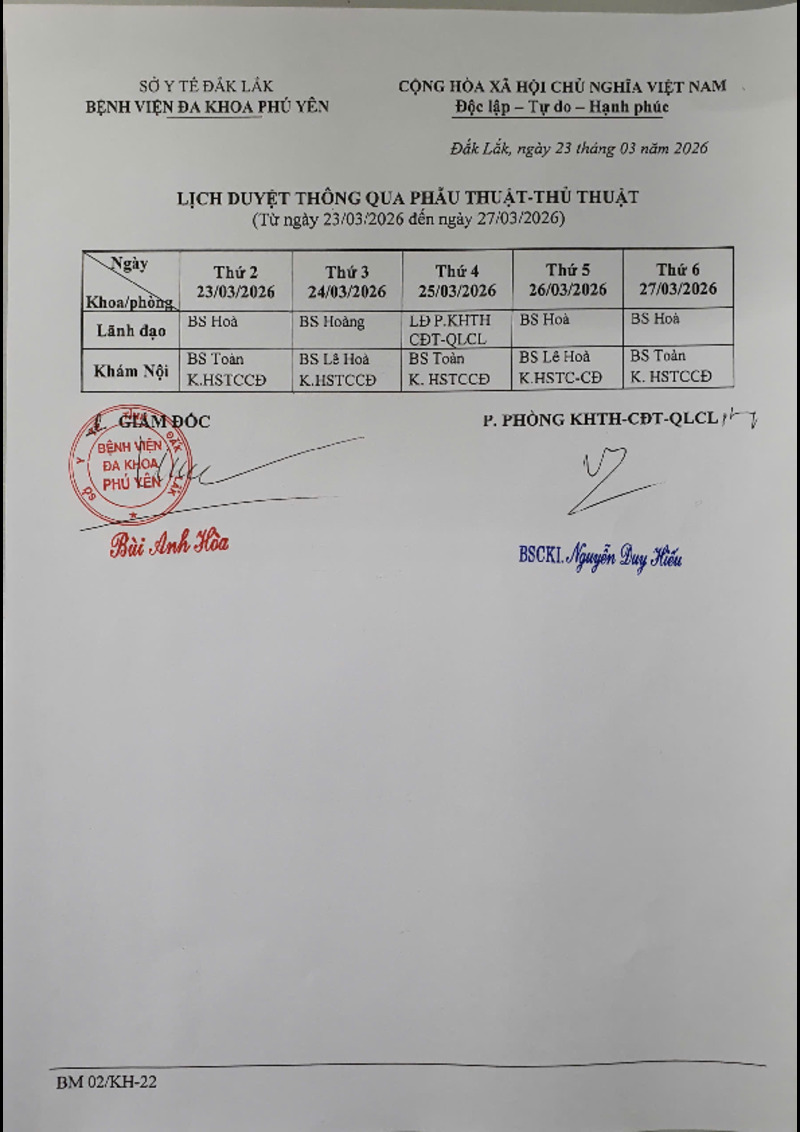 SỞ Y TẾ ĐẮK LẮK
BỆNH VIỆN ĐA KHOA PHÚ YÊN
CỘNG HÒA XÃ HỘI CHỦ NGHĨA VIỆT NAM
Độc lập – Tự do – Hạnh phúc
Đắk Lắk, ngày 23 tháng 03 năm 2026
LỊCH DUYỆT THÔNG QUA PHẪU THUẬT-THỦ THUẬT
(Từ ngày 23/03/2026 đến ngày 27/03/2026)
Ngày
Khoa/phòng
Thứ 2 23/03/2026
Thứ 3 24/03/2026
Thứ 4 25/03/2026
Thứ 5 26/03/2026
Thứ 6 27/03/2026
Lãnh đạo
BS Hoà
BS Hoàng
LĐ P.KHTH
CĐT-QLCL
BS Hoà
BS Hoà
Khám Nội
BS Toàn
K.HSTCCĐ
BS Lê Hoà
K.HSTCCĐ
BS Toàn
K. HSTCCĐ
BS Lê Hoà
K.HSTC-CĐ
BS Toàn
K. HSTCCĐ
GIÁM ĐỐC
P. PHÒNG KHTH-CĐT-QLCL
SỞ Y TẾ ĐẮK LẮK
BỆNH VIỆN
ĐA KHOA
PHÚ YÊN
Bùi Anh Hòa
BSCKI. Nguyễn Duy Hiếu
BM 02/KH-22